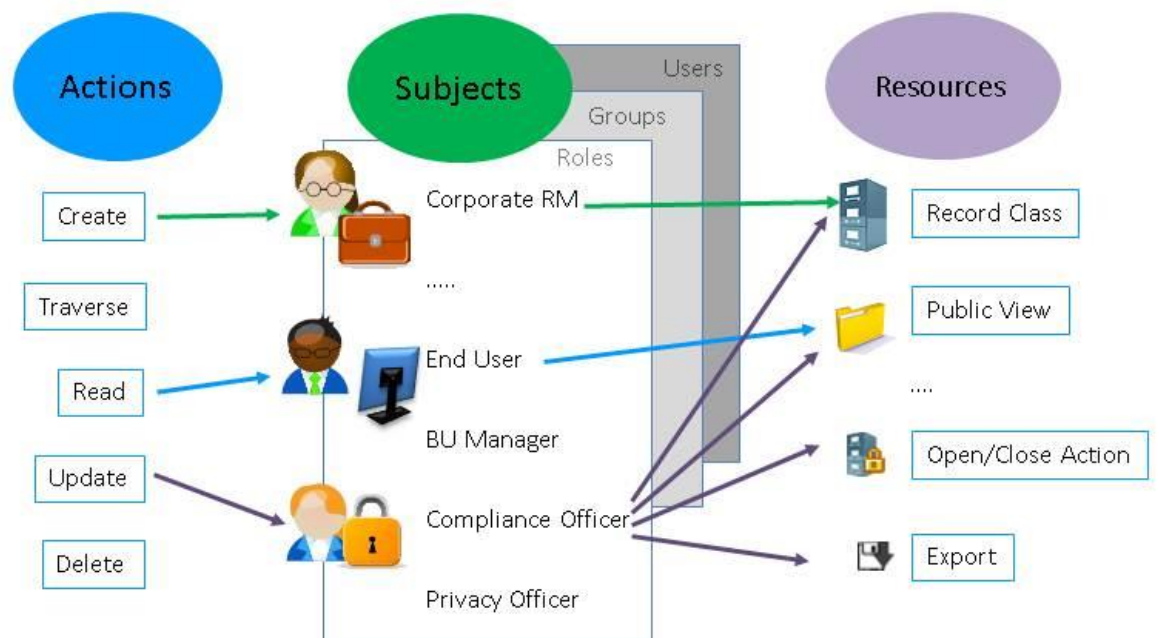 Actions
Subjects
Users
Groups
Roles
Resources
Create
Traverse
Read
Update
Delete
Corporate RM
.....
End User
BU Manager
Compliance Officer
Privacy Officer
Record Class
Public View
....
Open/Close Action
Export